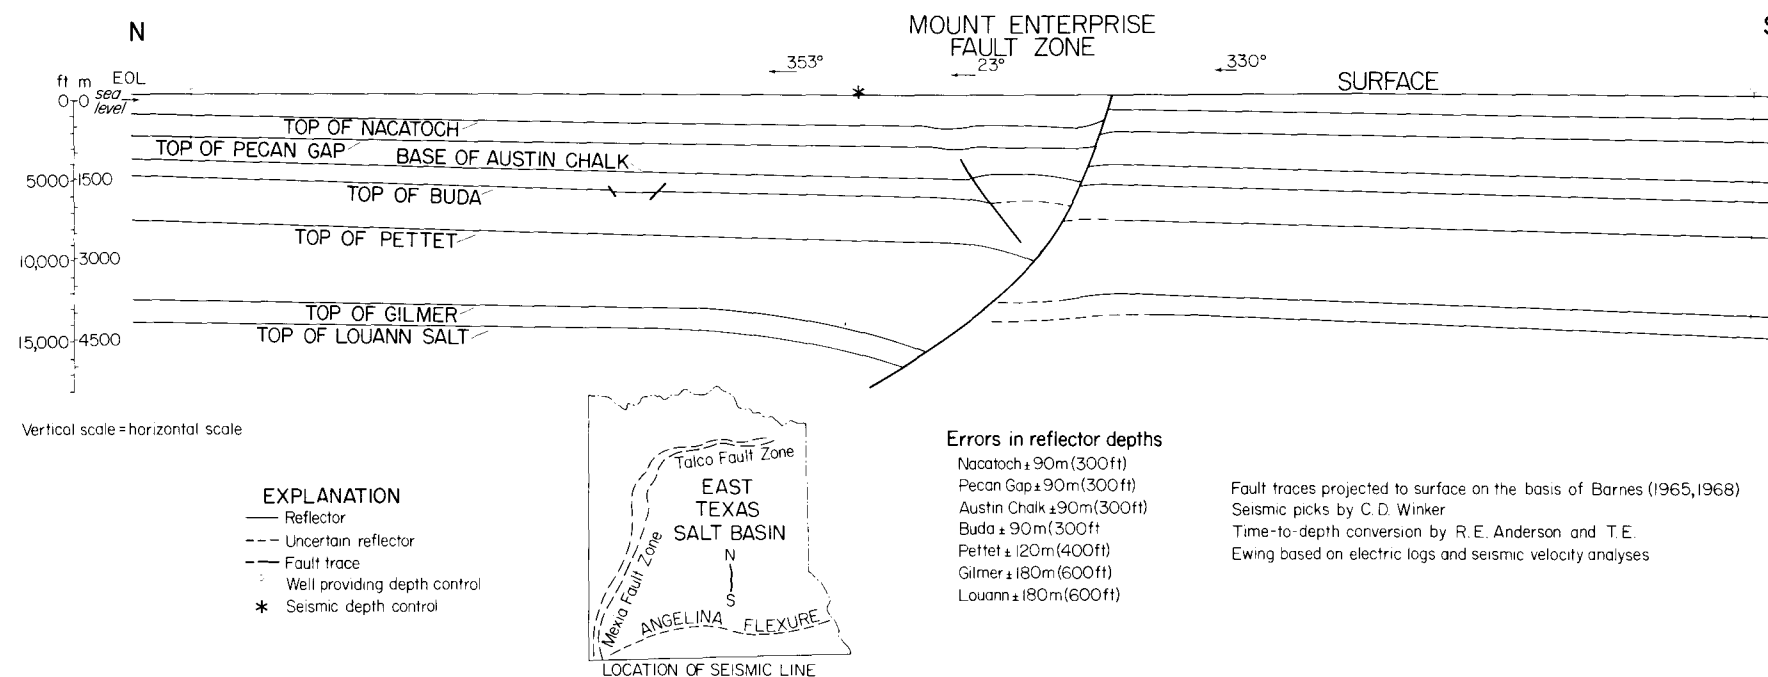 N
MOUNT ENTERPRISE
FAULT ZONE
S
353°
23°
330°
ft m EOL
SURFACE
sea
0 0
level
TOP OF NACATOCH
TOP OF PECAN GAP
BASE OF AUSTIN CHALK
5000 1500
TOP OF BUDA
TOP OF PETTET
10,000 3000
TOP OF GILMER
TOP OF LOUANN SALT
15,000 4500
Vertical scale = horizontal scale
EXPLANATION
Reflector
Uncertain reflector
Fault trace
Well providing depth control
* Seismic depth control
Talco Fault Zone
EAST
TEXAS
SALT BASIN
N
S
Mexia Fault Zone
ANGELINA FLEXURE
LOCATION OF SEISMIC LINE
Errors in reflector depths
Nacatoch ± 90m (300ft)
Pecan Gap ± 90m (300ft)
Austin Chalk ± 90m (300ft)
Buda ± 90m (300ft
Pettet ± 120m (400ft)
Gilmer ± 180m (600ft)
Louann ± 180m (600ft)
Fault traces projected to surface on the basis of Barnes (1965, 1968)
Seismic picks by C. D. Winker
Time-to-depth conversion by R. E. Anderson and T. E.
Ewing based on electric logs and seismic velocity analyses